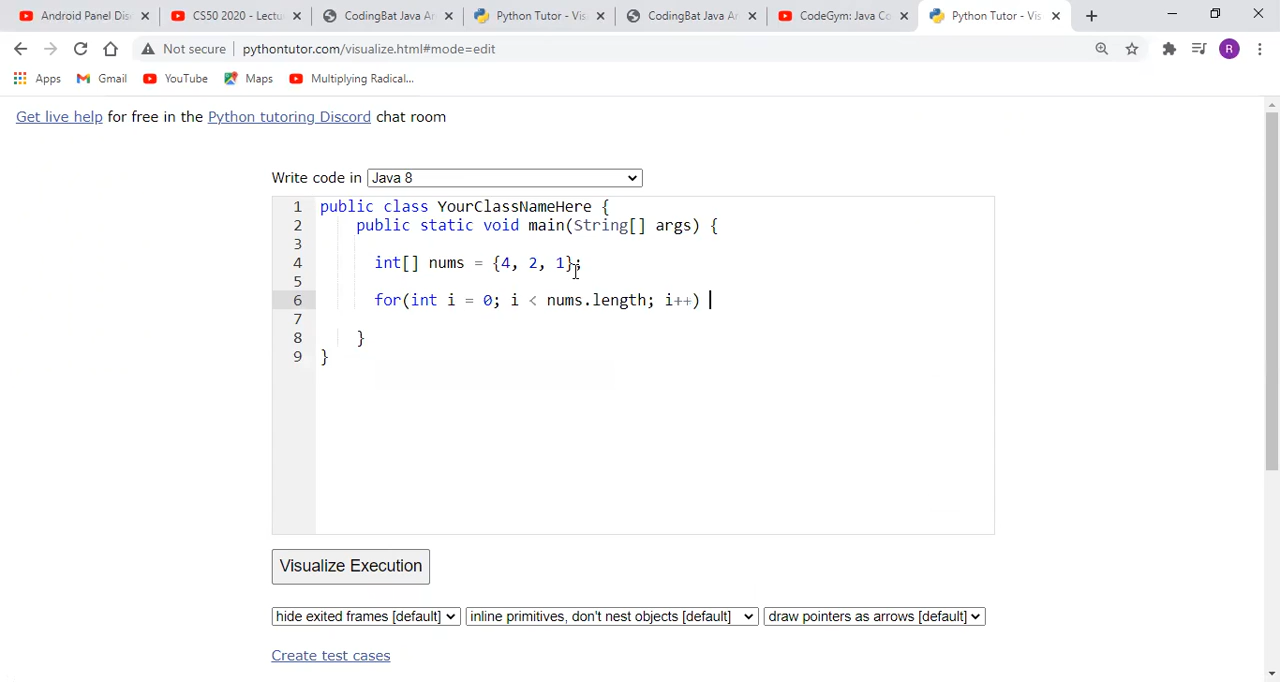 Android Panel Dis
CS50 2020 - Lectu
CodingBat Java Ar
Python Tutor - Vis
CodingBat Java Ar
CodeGym: Java Co
Python Tutor - Vis
Not secure | pythontutor.com/visualize.html#mode=edit
R
Apps Gmail YouTube Maps Multiplying Radical...
Get live help for free in the Python tutoring Discord chat room
Write code in Java 8
1 public class YourClassNameHere {
2 public static void main(String[] args) {
3
4 int[] nums = {4, 2, 1};
5
6 for(int i = 0; i < nums.length; i++)
7
8 }
9 }
Visualize Execution
hide exited frames [default] inline primitives, don't nest objects [default] draw pointers as arrows [default]
Create test cases